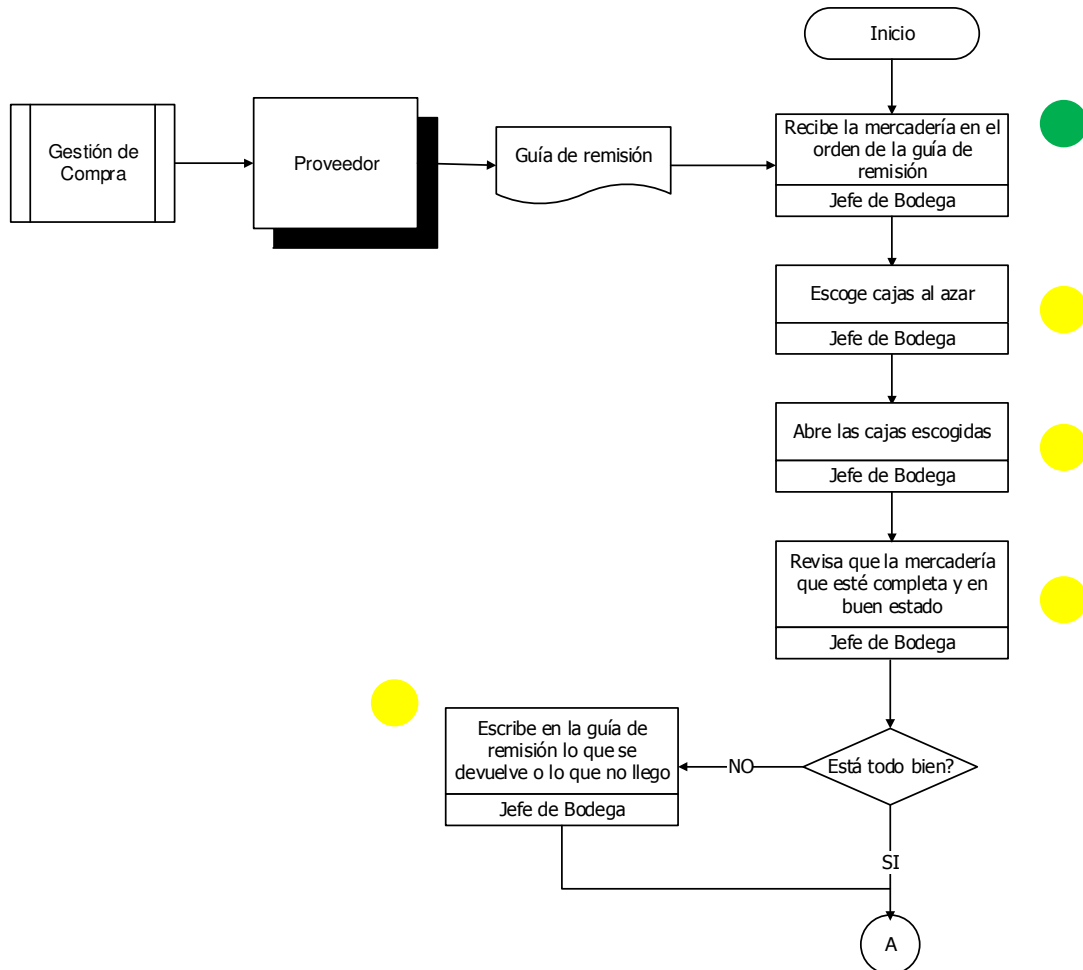 Inicio
Gestión de
Compra
Proveedor
Guía de remisión
Recibe la mercadería en el
orden de la guía de
remisión
Jefe de Bodega
Escoge cajas al azar
Jefe de Bodega
Abre las cajas escogidas
Jefe de Bodega
Revisa que la mercadería
que esté completa y en
buen estado
Jefe de Bodega
Escribe en la guía de
remisión lo que se
devuelve o lo que no llego
Jefe de Bodega
NO
Está todo bien?
SI
A